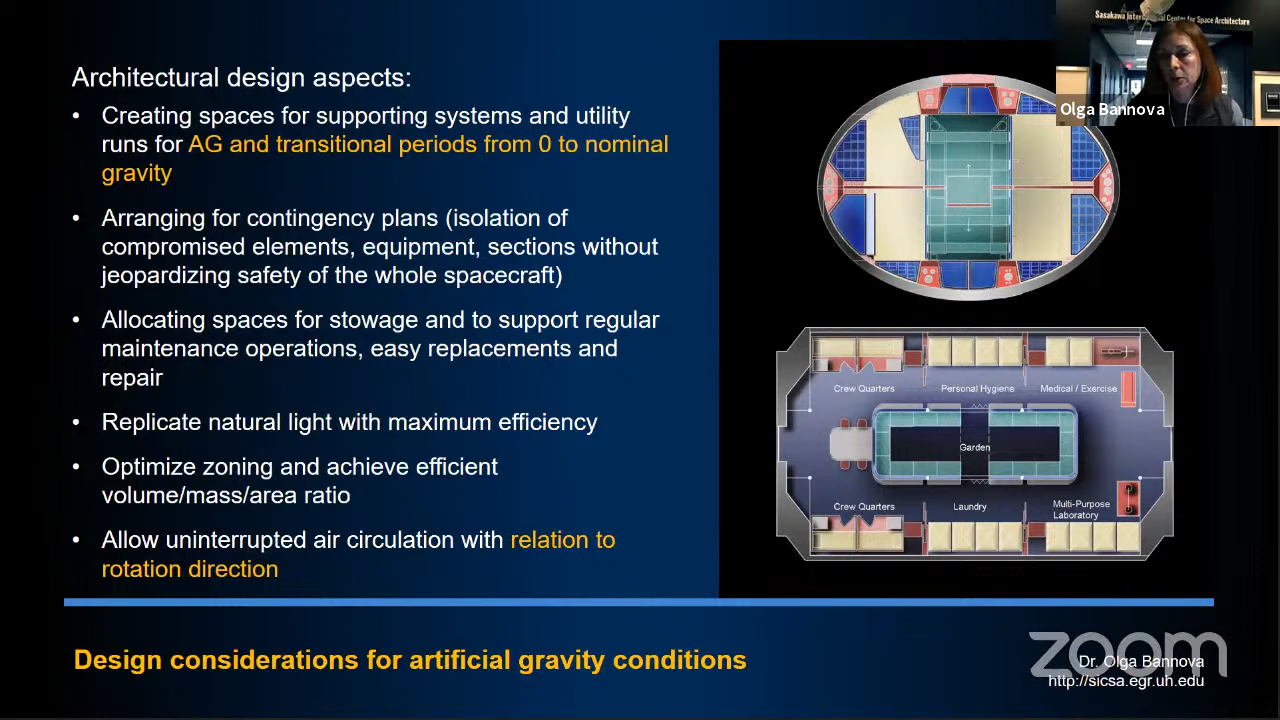 Sasakawa International Center for Space Architecture
Olga Bannova
Architectural design aspects:
• Creating spaces for supporting systems and utility
runs for AG and transitional periods from 0 to nominal
gravity
• Arranging for contingency plans (isolation of
compromised elements, equipment, sections without
jeopardizing safety of the whole spacecraft)
• Allocating spaces for stowage and to support regular
maintenance operations, easy replacements and
repair
• Replicate natural light with maximum efficiency
• Optimize zoning and achieve efficient
volume/mass/area ratio
• Allow uninterrupted air circulation with relation to
rotation direction
Crew Quarters
Personal Hygiene
Medical / Exercise
Garden
Crew Quarters
Laundry
Multi-Purpose
Laboratory
Design considerations for artificial gravity conditions
zoom
Dr. Olga Bannova
http://sicsa.egr.uh.edu